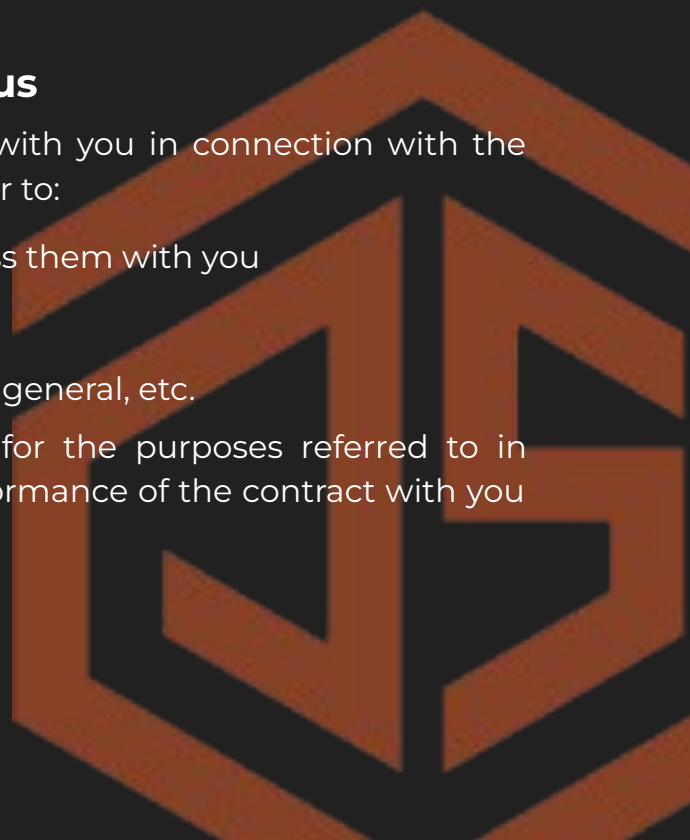 us
with you in connection with the
r to:
s them with you
general, etc.
for the purposes referred to in
ormance of the contract with you
JS